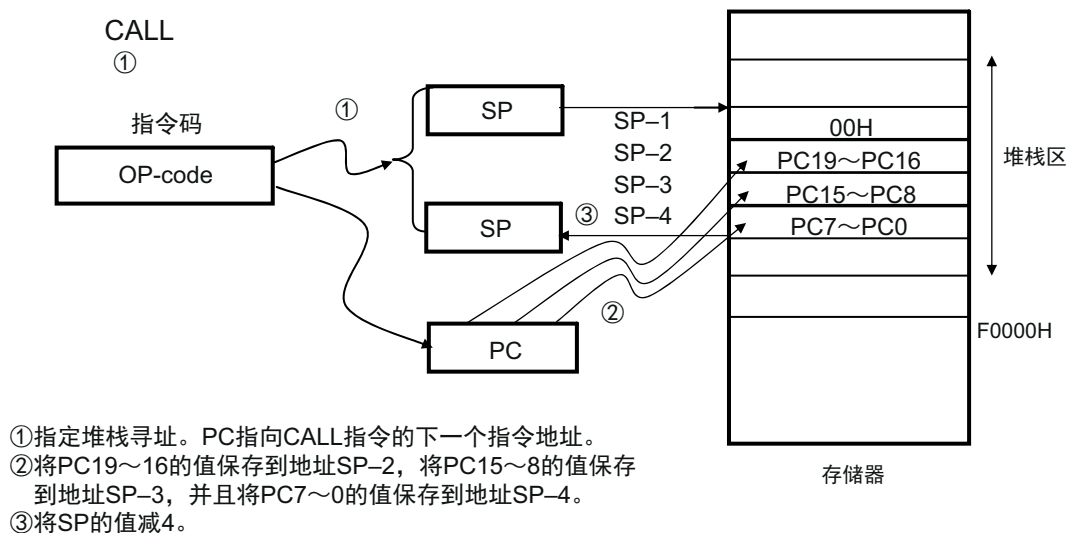 CALL
①
指令码
OP-code
①
SP
SP
③
PC
②
SP–1
SP–2
SP–3
SP–4
00H
PC19～PC16
PC15～PC8
PC7～PC0
堆栈区
F0000H
存储器
①指定堆栈寻址。PC指向CALL指令的下一个指令地址。
②将PC19～16的值保存到地址SP–2，将PC15～8的值保存
到地址SP–3，并且将PC7～0的值保存到地址SP–4。
③将SP的值减4。